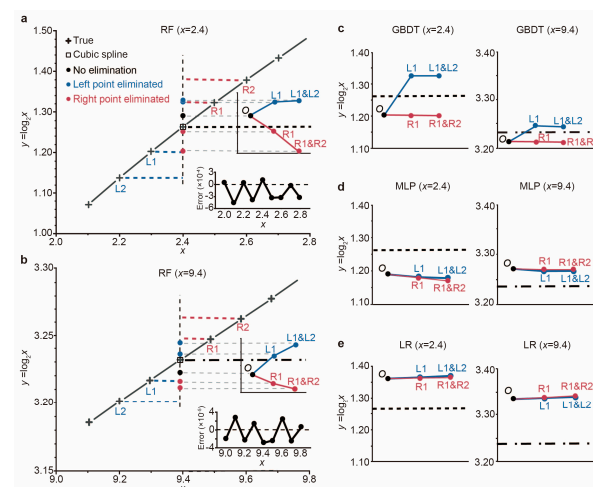 a
RF (x=2.4)
1.50
1.40
1.30
1.20
1.10
1.00
y =log2x
True
Cubic spline
No elimination
Left point eliminated
Right point eliminated
R2
R1
L1
L2
O
L1
L1&L2
R1
R1&R2
Error (×10⁻⁴)
3
0
-3
-6
2.0 2.2 2.4 2.6 2.8
x
2.0 2.2 2.4 2.6 2.8
x
b
RF (x=9.4)
3.30
3.25
3.20
3.15
y =log2x
R2
R1
L1
L2
O
L1
L1&L2
R1
R1&R2
Error (×10⁻⁴)
4
0
-4
9.0 9.2 9.4 9.6 9.8
x
9.0 9.2 9.4 9.6 9.8
c
GBDT (x=2.4)
GBDT (x=9.4)
y =log2x
1.40
1.30
1.20
1.10
O
L1
L1&L2
R1
R1&R2
3.40
3.30
3.20
O
L1
L1&L2
R1
R1&R2
d
MLP (x=2.4)
MLP (x=9.4)
y =log2x
1.40
1.30
1.20
1.10
O
L1
L1&L2
R1
R1&R2
3.40
3.30
3.20
O
R1
R1&R2
L1
L1&L2
e
LR (x=2.4)
LR (x=9.4)
y =log2x
1.40
1.30
1.20
1.10
O
L1
L1&L2
R1
R1&R2
3.40
3.30
3.20
O
R1
R1&R2
L1
L1&L2